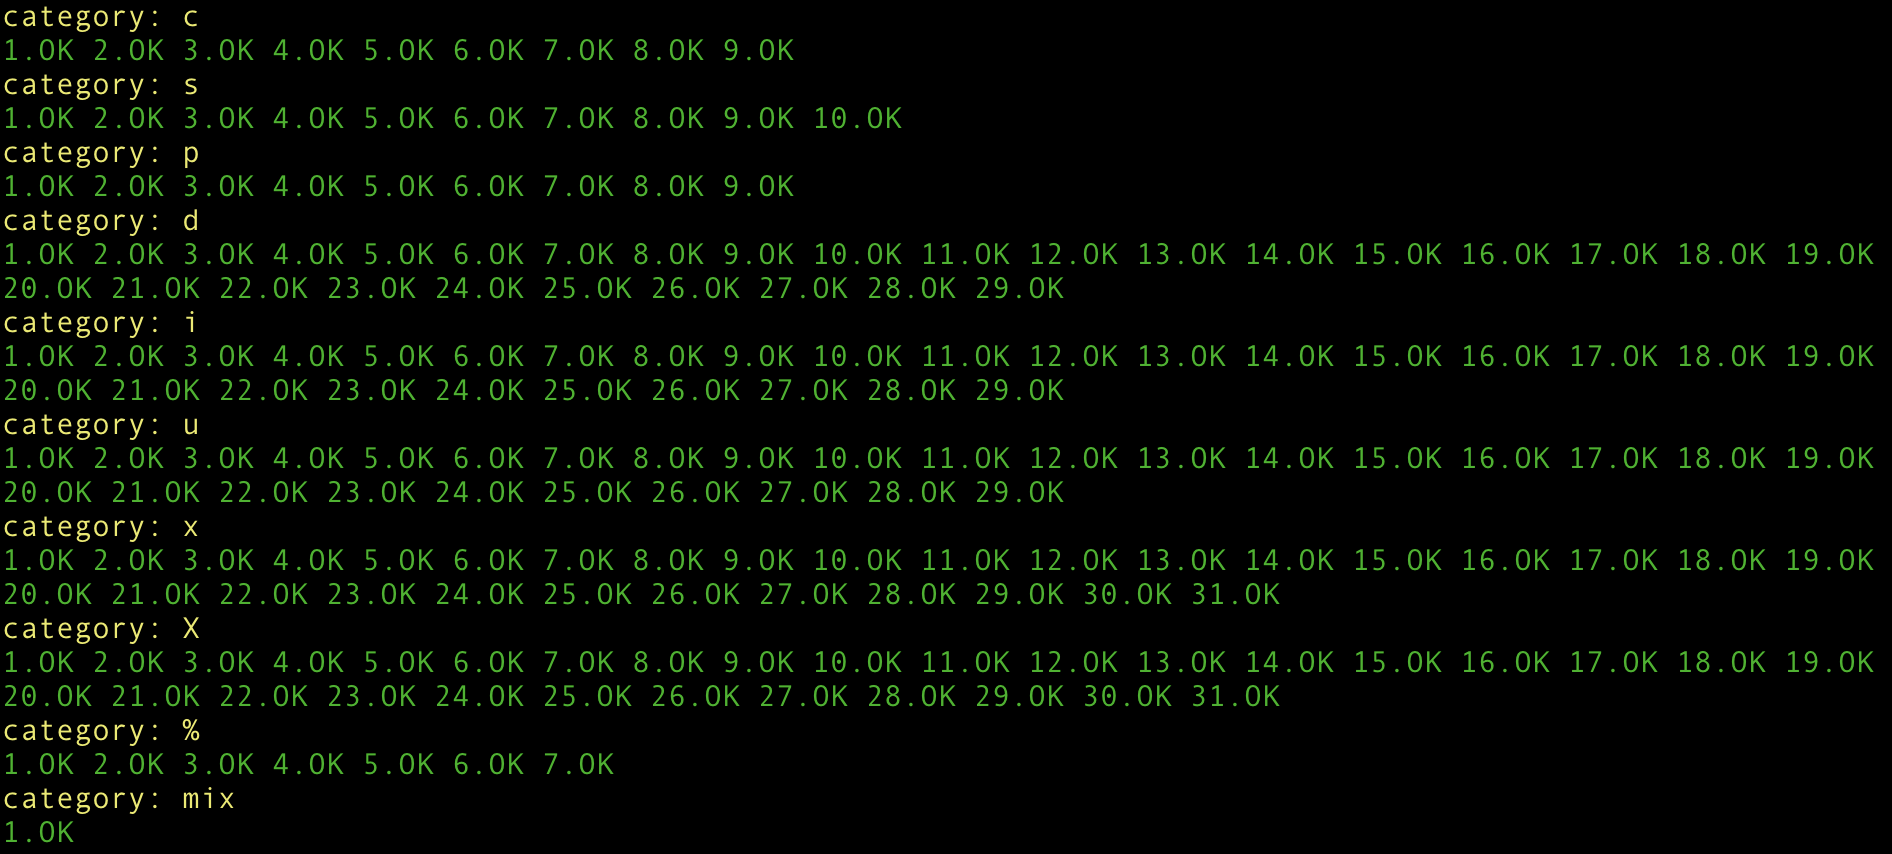 category: c
1.OK 2.OK 3.OK 4.OK 5.OK 6.OK 7.OK 8.OK 9.OK
category: s
1.OK 2.OK 3.OK 4.OK 5.OK 6.OK 7.OK 8.OK 9.OK 10.OK
category: p
1.OK 2.OK 3.OK 4.OK 5.OK 6.OK 7.OK 8.OK 9.OK
category: d
1.OK 2.OK 3.OK 4.OK 5.OK 6.OK 7.OK 8.OK 9.OK 10.OK 11.OK 12.OK 13.OK 14.OK 15.OK 16.OK 17.OK 18.OK 19.OK
20.OK 21.OK 22.OK 23.OK 24.OK 25.OK 26.OK 27.OK 28.OK 29.OK
category: i
1.OK 2.OK 3.OK 4.OK 5.OK 6.OK 7.OK 8.OK 9.OK 10.OK 11.OK 12.OK 13.OK 14.OK 15.OK 16.OK 17.OK 18.OK 19.OK
20.OK 21.OK 22.OK 23.OK 24.OK 25.OK 26.OK 27.OK 28.OK 29.OK
category: u
1.OK 2.OK 3.OK 4.OK 5.OK 6.OK 7.OK 8.OK 9.OK 10.OK 11.OK 12.OK 13.OK 14.OK 15.OK 16.OK 17.OK 18.OK 19.OK
20.OK 21.OK 22.OK 23.OK 24.OK 25.OK 26.OK 27.OK 28.OK 29.OK
category: x
1.OK 2.OK 3.OK 4.OK 5.OK 6.OK 7.OK 8.OK 9.OK 10.OK 11.OK 12.OK 13.OK 14.OK 15.OK 16.OK 17.OK 18.OK 19.OK
20.OK 21.OK 22.OK 23.OK 24.OK 25.OK 26.OK 27.OK 28.OK 29.OK 30.OK 31.OK
category: X
1.OK 2.OK 3.OK 4.OK 5.OK 6.OK 7.OK 8.OK 9.OK 10.OK 11.OK 12.OK 13.OK 14.OK 15.OK 16.OK 17.OK 18.OK 19.OK
20.OK 21.OK 22.OK 23.OK 24.OK 25.OK 26.OK 27.OK 28.OK 29.OK 30.OK 31.OK
category: %
1.OK 2.OK 3.OK 4.OK 5.OK 6.OK 7.OK
category: mix
1.OK